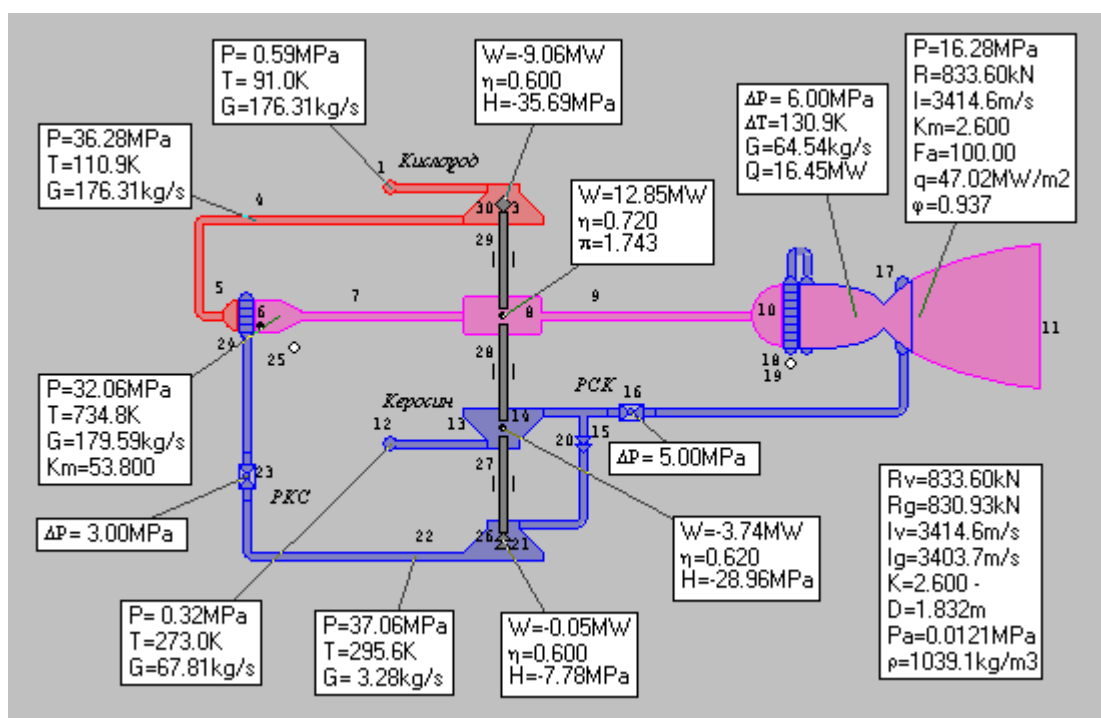 P= 0.59MPa
T= 91.0K
G=176.31kg/s
W=-9.06MW
η=0.600
H=-35.69MPa
P=16.28MPa
R=833.60kN
I=3414.6m/s
Km=2.600
Fa=100.00
q=47.02MW/m2
φ=0.937
ΔP= 6.00MPa
ΔT=130.9K
G=64.54kg/s
Q=16.45MW
P=36.28MPa
T=110.9K
G=176.31kg/s
1
Кислород
4
30
3
W=12.85MW
η=0.720
π=1.743
29
5
7
9
17
6
8
10
11
24
25
28
18
19
P=32.06MPa
T=734.8K
G=179.59kg/s
Km=53.800
Керосин
РСК
16
12
13
14
15
20
ΔP= 5.00MPa
27
23
РКС
ΔP= 3.00MPa
22
26
21
W=-3.74MW
η=0.620
H=-28.96MPa
Rv=833.60kN
Rg=830.93kN
Iv=3414.6m/s
Ig=3403.7m/s
K=2.600 -
D=1.832m
Pa=0.0121MPa
ρ=1039.1kg/m3
P= 0.32MPa
T=273.0K
G=67.81kg/s
P=37.06MPa
T=295.6K
G= 3.28kg/s
W=-0.05MW
η=0.600
H=-7.78MPa